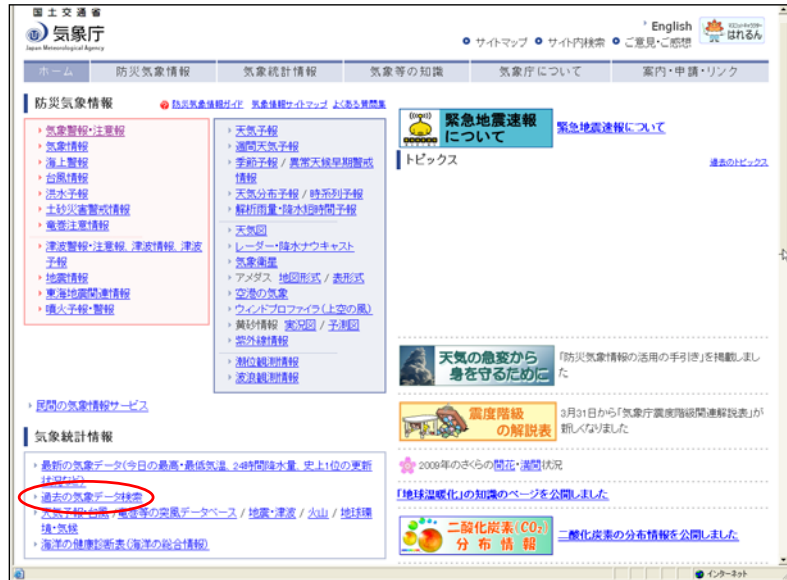 国土交通省
気象庁
Japan Meteorological Agency
English
はれるん
サイトマップ サイト内検索 ご意見・ご感想
ホーム 防災気象情報 気象統計情報 気象等の知識 気象庁について 案内・申請・リンク
防災気象情報
防災気象情報ガイド 気象情報サイトマップ よくある質問集
気象警報・注意報
気象情報
海上警報
台風情報
洪水予報
土砂災害警戒情報
竜巻注意情報
津波警報・注意報、津波情報、津波
予報
地震情報
東海地震関連情報
噴火予報・警報
天気予報
週間天気予報
季節予報 / 異常天候早期警戒
情報
天気分布予報 / 時系列予報
解析雨量・降水短時間予報
天気図
レーダー・降水ナウキャスト
気象衛星
アメダス 地図形式 / 表形式
空港の気象
ウィンドプロファイラ(上空の風)
黄砂情報 実況図 / 予測図
紫外線情報
潮位観測情報
波浪観測情報
民間の気象情報サービス
気象統計情報
最新の気象データ(今日の最高・最低気
温、24時間降水量、史上1位の更新
状況など)
過去の気象データ検索
天気予報・台風 / 竜巻等の突風データベース / 地震・津波 / 火山 / 地球環
境・気候
海洋の健康診断表(海洋の総合情報)
緊急地震速報
について
緊急地震速報について
トピックス
過去のトピックス
天気の急変から
身を守るために
「防災気象情報の活用の手引き」を掲載しまし
た
震度階級
の解説表
3月31日から「気象庁震度階級関連解説表」が
新しくなりました
2009年のさくらの開花・満開状況
「地球温暖化」の知識のページを公開しました
二酸化炭素(CO2)
分布情報
二酸化炭素の分布情報を公開しました
インターネット